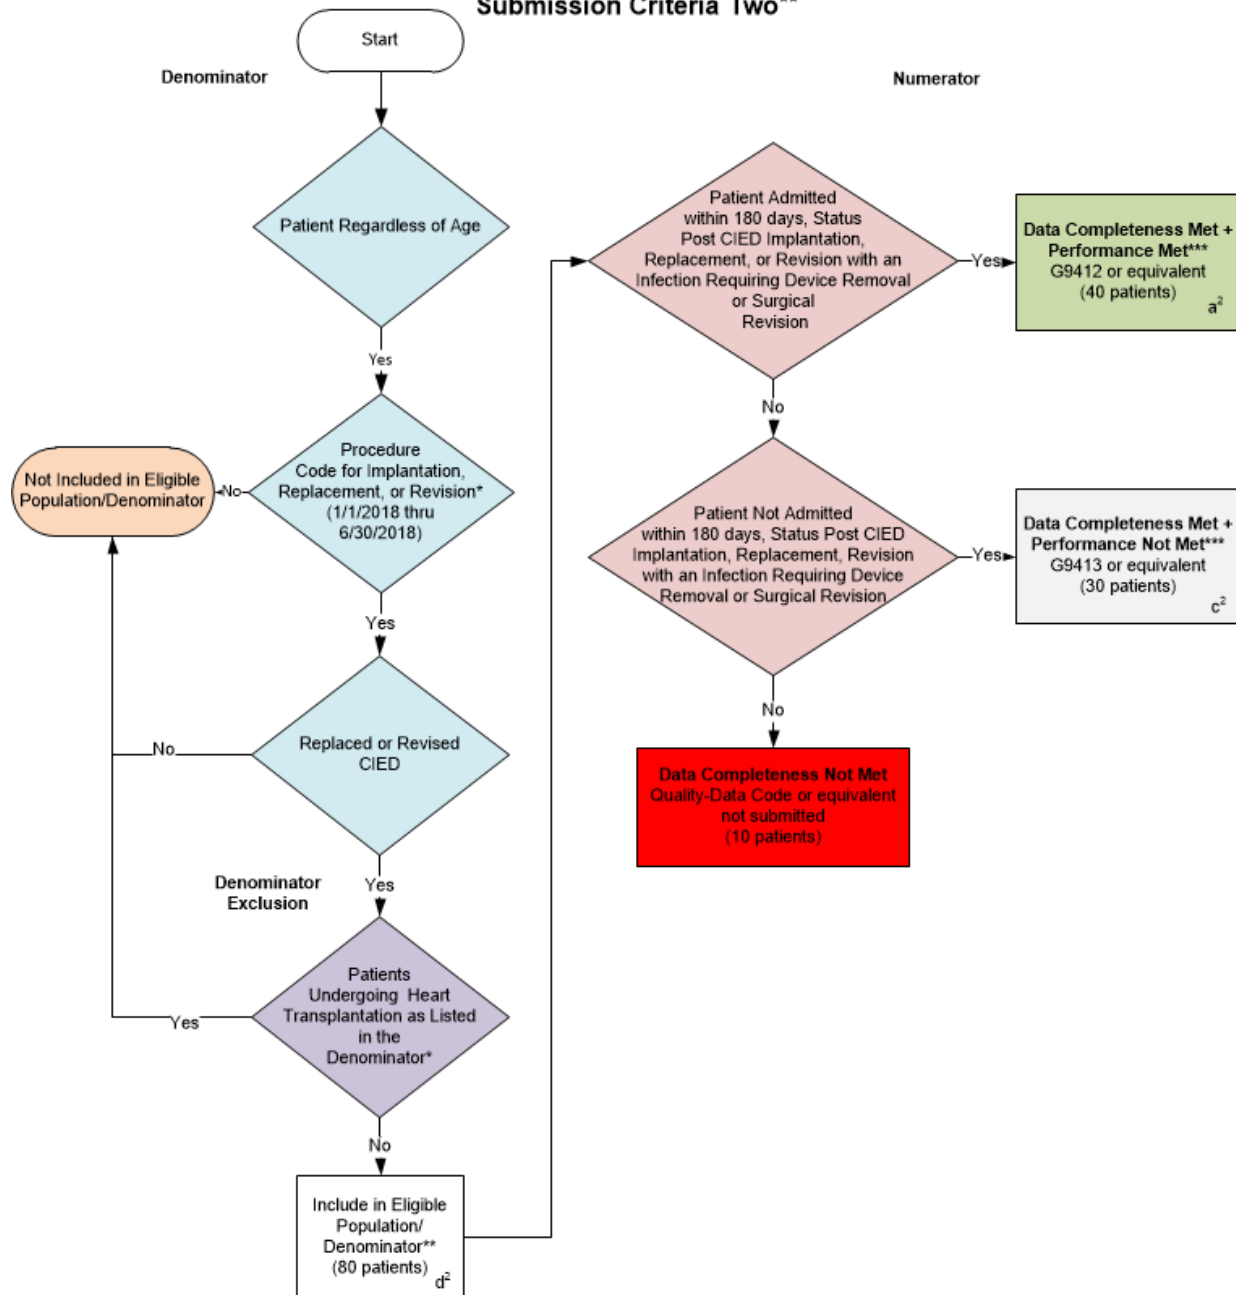 Submission Criteria Two**
Start
Denominator
Numerator
Patient Regardless of Age
Yes
Procedure
Code for Implantation,
Replacement, or Revision*
(1/1/2018 thru
6/30/2018)
No
Not Included in Eligible
Population/Denominator
Yes
Replaced or Revised
CIED
No
Yes
Denominator
Exclusion
Patients
Undergoing Heart
Transplantation as Listed
in the
Denominator*
Yes
No
Include in Eligible
Population/
Denominator**
(80 patients)
d²
Patient Admitted
within 180 days, Status
Post CIED Implantation,
Replacement, or Revision with an
Infection Requiring Device Removal
or Surgical
Revision
Yes
Data Completeness Met +
Performance Met***
G9412 or equivalent
(40 patients)
a²
No
Patient Not Admitted
within 180 days, Status Post CIED
Implantation, Replacement, Revision
with an Infection Requiring Device
Removal or Surgical Revision
Yes
Data Completeness Met +
Performance Not Met***
G9413 or equivalent
(30 patients)
c²
No
Data Completeness Not Met
Quality-Data Code or equivalent
not submitted
(10 patients)